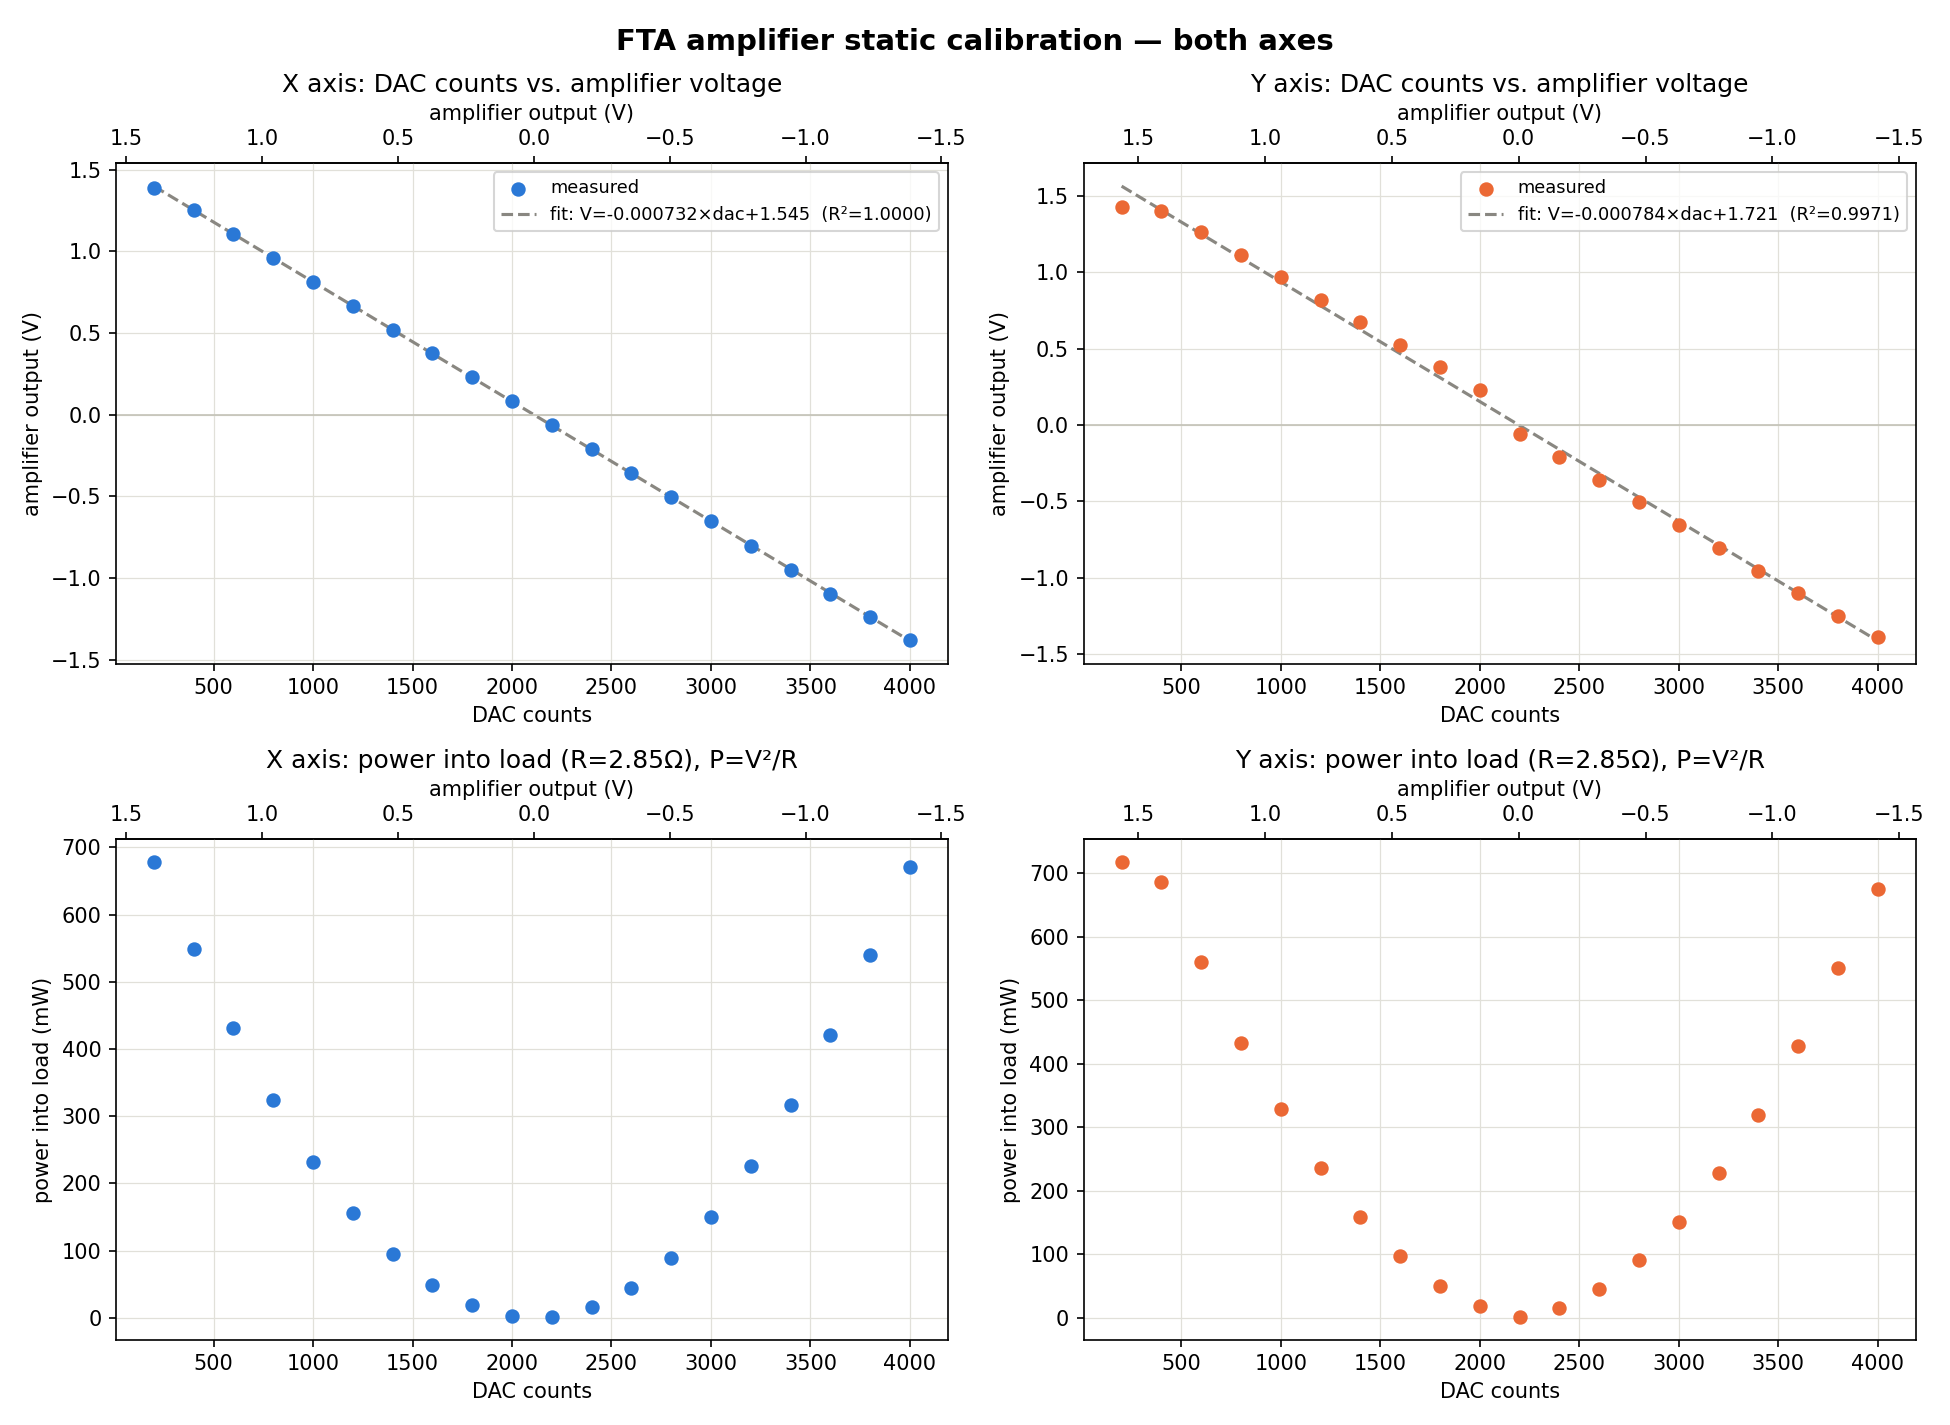 FTA amplifier static calibration — both axes
X axis: DAC counts vs. amplifier voltage
amplifier output (V)
1.5 1.0 0.5 0.0 −0.5 −1.0 −1.5
1.5
1.0
0.5
0.0
−0.5
−1.0
−1.5
amplifier output (V)
measured
fit: V=-0.000732×dac+1.545 (R²=1.0000)
500 1000 1500 2000 2500 3000 3500 4000
DAC counts
Y axis: DAC counts vs. amplifier voltage
amplifier output (V)
1.5 1.0 0.5 0.0 −0.5 −1.0 −1.5
1.5
1.0
0.5
0.0
−0.5
−1.0
−1.5
amplifier output (V)
measured
fit: V=-0.000784×dac+1.721 (R²=0.9971)
500 1000 1500 2000 2500 3000 3500 4000
DAC counts
X axis: power into load (R=2.85Ω), P=V²/R
amplifier output (V)
1.5 1.0 0.5 0.0 −0.5 −1.0 −1.5
700
600
500
400
300
200
100
0
power into load (mW)
500 1000 1500 2000 2500 3000 3500 4000
DAC counts
Y axis: power into load (R=2.85Ω), P=V²/R
amplifier output (V)
1.5 1.0 0.5 0.0 −0.5 −1.0 −1.5
700
600
500
400
300
200
100
0
power into load (mW)
500 1000 1500 2000 2500 3000 3500 4000
DAC counts